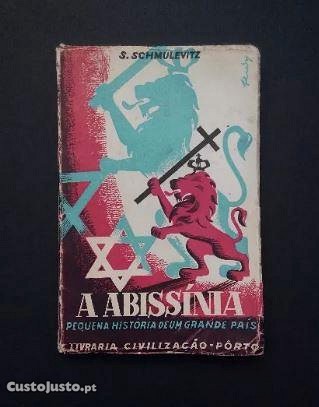 S. SCHMULEVITZ
A ABISSÍNIA
PEQUENA HISTÓRIA DE UM GRANDE PAÍS
LIVRARIA CIVILIZAÇÃO-PÔRTO
CustoJusto.pt